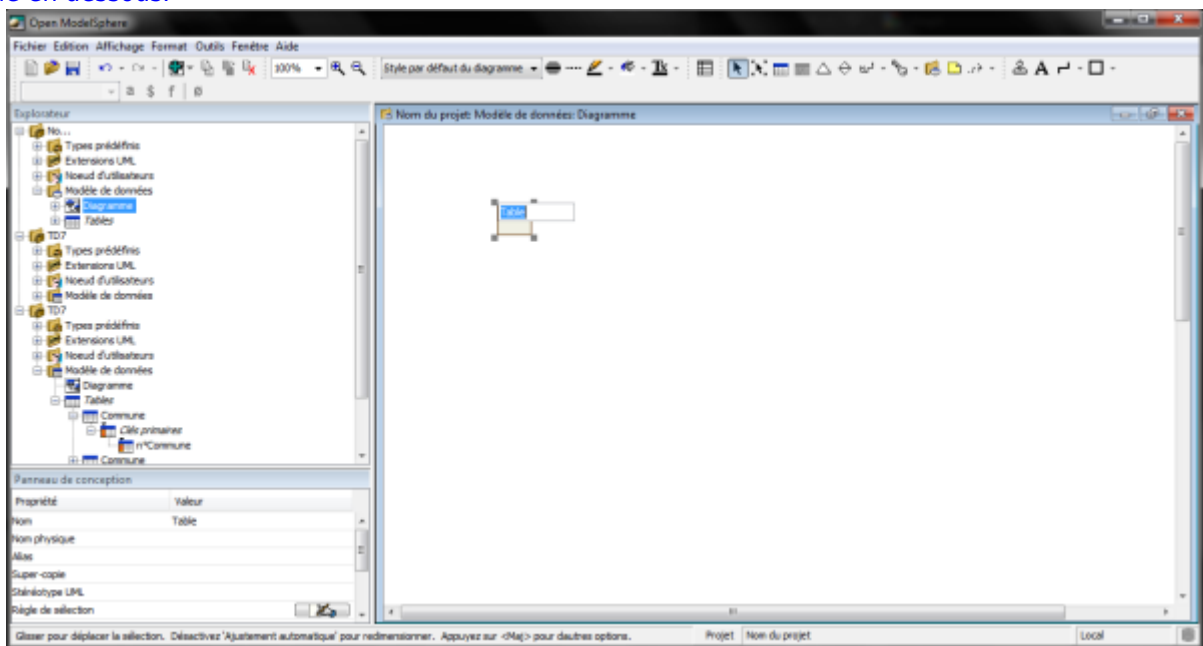 en dessous.
Open ModelSphere
Fichier Edition Affichage Format Outils Fenêtre Aide
100% Style par défaut du diagramme
a $ f
Explorateur
Nom du projet: Modèle de données: Diagramme
No...
Types prédéfinis
Extensions UML
Noeud d'utilisateurs
Modèle de données
Diagramme
Tables
TD7
Types prédéfinis
Extensions UML
Noeud d'utilisateurs
Modèle de données
TD7
Types prédéfinis
Extensions UML
Noeud d'utilisateurs
Modèle de données
Diagramme
Tables
Commune
Clés primaires
n°Commune
Commune
Table
Panneau de conception
Propriété Valeur
Nom Table
Nom physique
Alias
Super-copie
Stéréotype UML
Règle de sélection
Glisser pour déplacer la sélection. Désactivez 'Ajustement automatique' pour redimensionner. Appuyez sur <Maj> pour dautres options. Projet Nom du projet Local